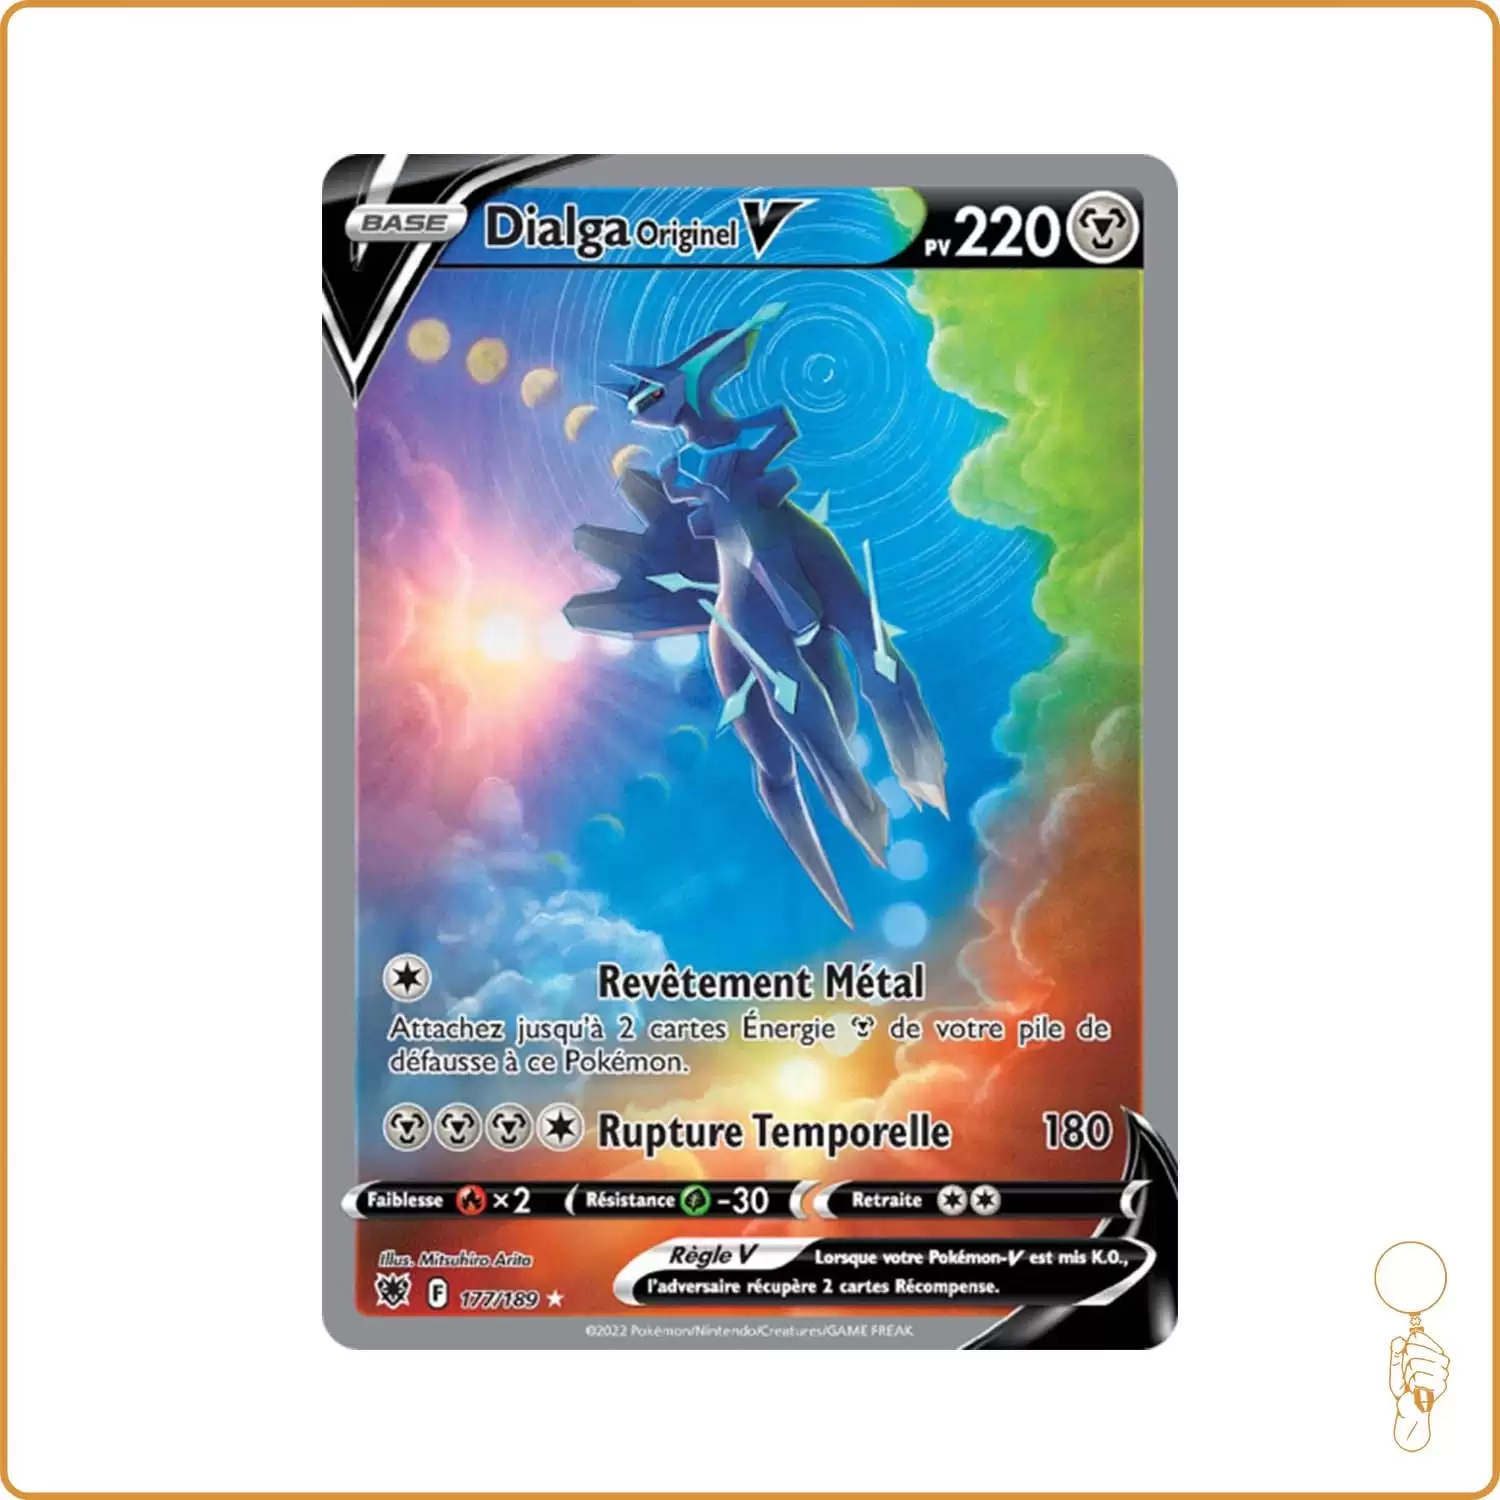 BASE Dialga Originel V PV 220
Revêtement Métal
Attachez jusqu'à 2 cartes Énergie de votre pile de
défausse à ce Pokémon.
Rupture Temporelle 180
Faiblesse ×2 Résistance -30 Retraite
Illus. Mitsuhiro Arita
Règle V Lorsque votre Pokémon-V est mis K.O.,
l'adversaire récupère 2 cartes Récompense.
F 177/189
©2022 Pokémon/Nintendo/Creatures/GAME FREAK